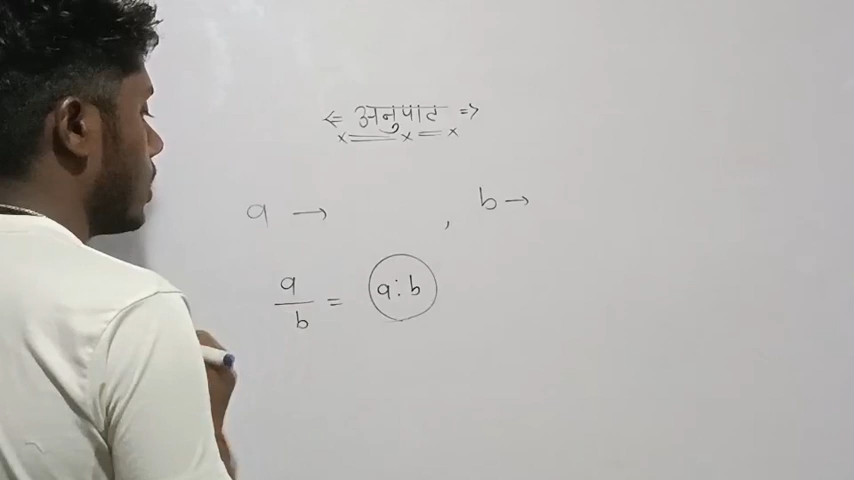 <= अनुपात =>
a → , b →
a
— = a:b
b